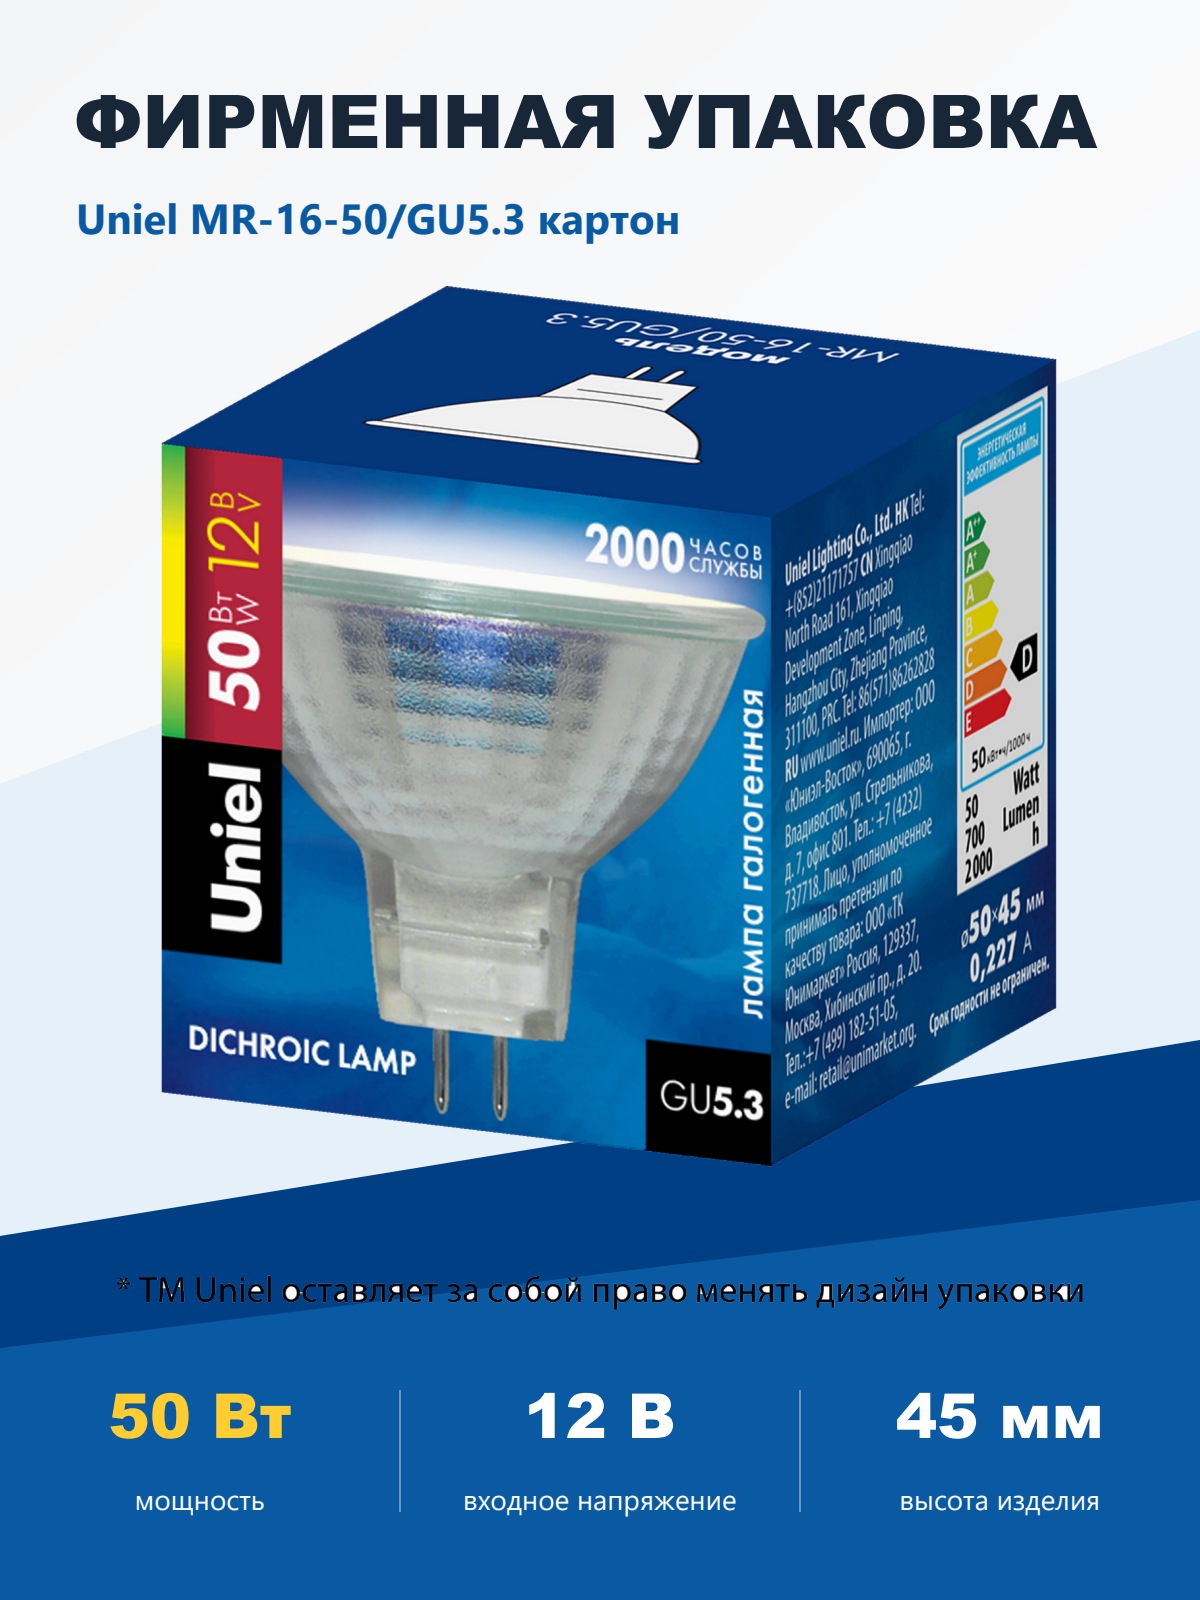 ФИРМЕННАЯ УПАКОВКА
Uniel MR-16-50/GU5.3 картон
модель
MR-16-50/GU5.3
50 Вт W 12 В V
Uniel
2000 ЧАСОВ СЛУЖБЫ
лампа галогенная
DICHROIC LAMP
GU5.3
Uniel Lighting Co., Ltd. HK Tel:
+(852)21171757 CN Xingqiao
North Road 161, Xingqiao
Development Zone, Linping,
Hangzhou City, Zhejiang Province,
311100, PRC. Tel: 86(571)86262828
RU www.uniel.ru. Импортер: ООО
«Юниэл-Восток», 690065, г.
Владивосток, ул. Стрельникова,
д. 7, офис 801. Тел.: +7 (4232)
737718. Лицо, уполномоченное
принимать претензии по
качеству товара: ООО «ТК
Юнимаркет» Россия, 129337,
Москва, Хибинский пр., д. 20.
Тел.:+7 (499) 182-51-05,
e-mail: retail@unimarket.org.
ЭНЕРГЕТИЧЕСКАЯ
ЭФФЕКТИВНОСТЬ ЛАМПЫ
A++
A+
A
B
C
D
E
D
50 кВт•ч/1000 ч
50 Watt
700 Lumen
2000 h
ø50×45 мм
0,227 А
Срок годности не ограничен.
* ТМ Uniel оставляет за собой право менять дизайн упаковки
50 Вт
мощность
12 В
входное напряжение
45 мм
высота изделия